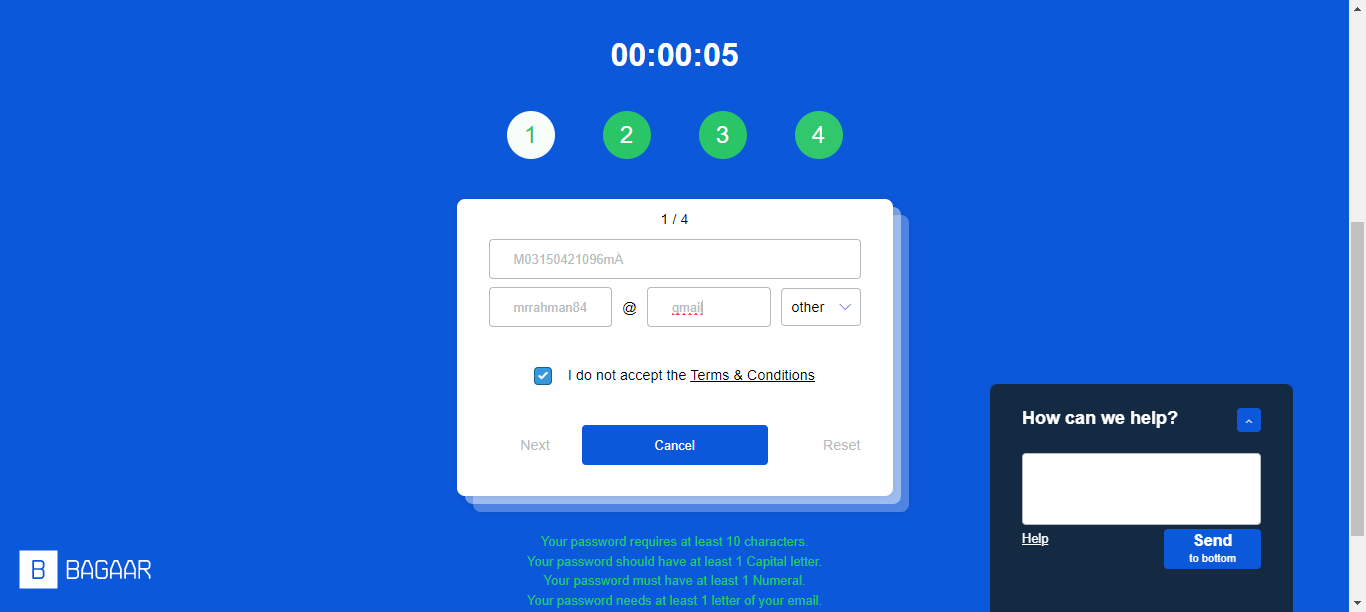 00:00:05
1 2 3 4
1 / 4
M03150421096mÀ
mrrahman84 @ gmail other
I do not accept the Terms & Conditions
Next Cancel Reset
How can we help?
Help
Send
to bottom
Your password requires at least 10 characters.
Your password should have at least 1 Capital letter.
Your password must have at least 1 Numeral.
Your password needs at least 1 letter of your email.
B BAGAAR